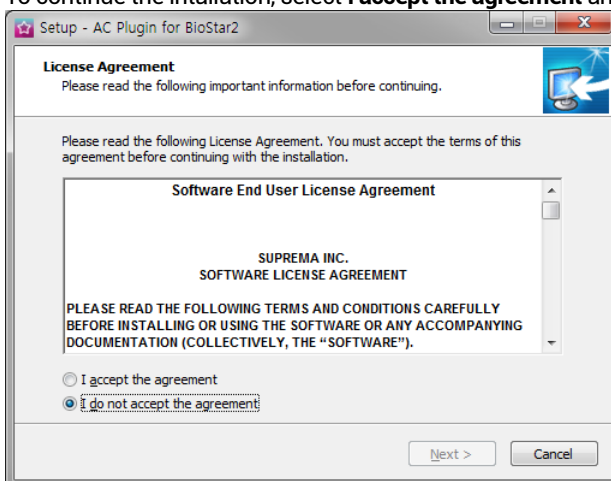 To continue the intallation, select I accept the agreement an
Setup - AC Plugin for BioStar2
License Agreement
Please read the following important information before continuing.
Please read the following License Agreement. You must accept the terms of this
agreement before continuing with the installation.
Software End User License Agreement
SUPREMA INC.
SOFTWARE LICENSE AGREEMENT
PLEASE READ THE FOLLOWING TERMS AND CONDITIONS CAREFULLY
BEFORE INSTALLING OR USING THE SOFTWARE OR ANY ACCOMPANYING
DOCUMENTATION (COLLECTIVELY, THE “SOFTWARE”).
I accept the agreement
I do not accept the agreement
Next >
Cancel